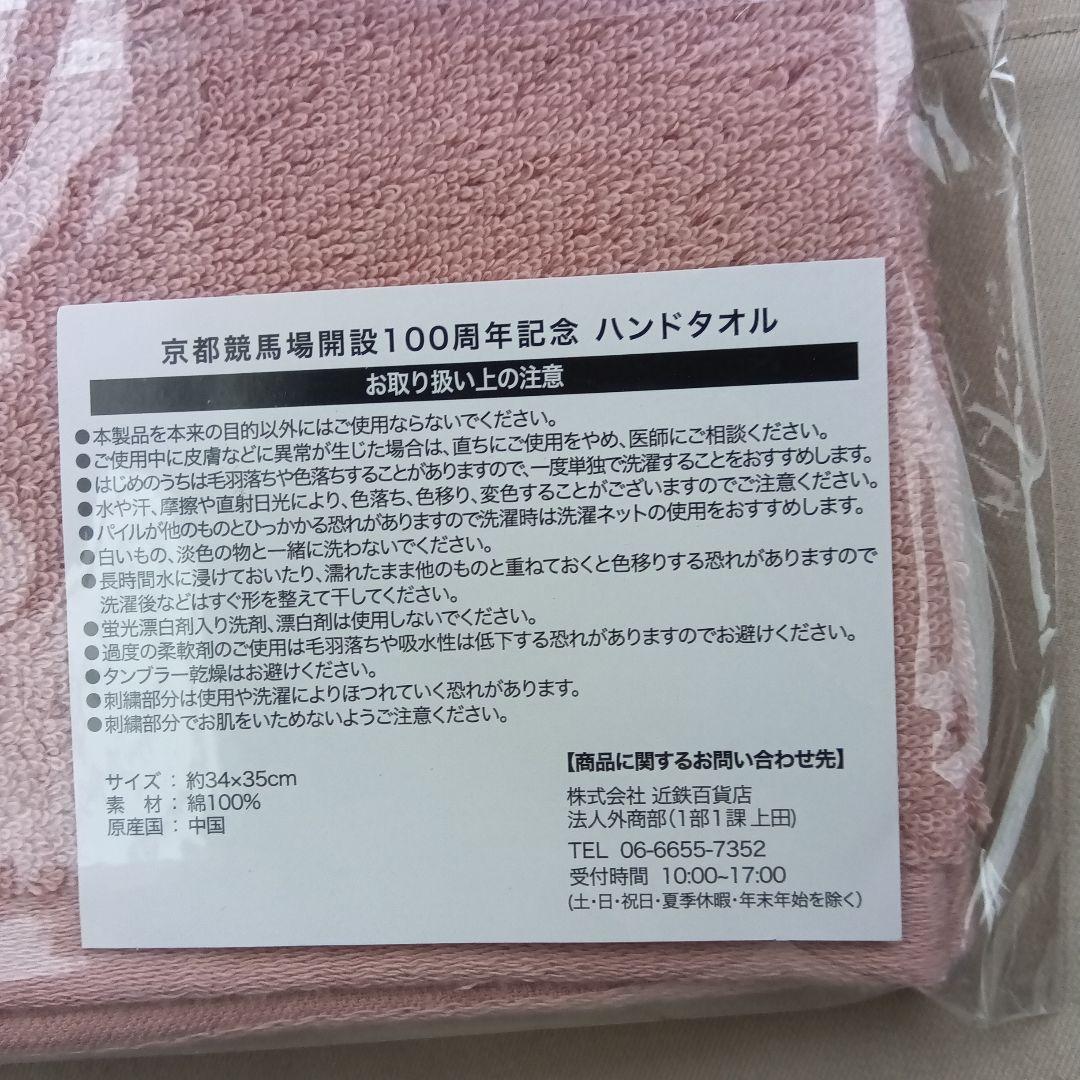 京都競馬場開設100周年記念 ハンドタオル
お取り扱い上の注意
●本製品を本来の目的以外にはご使用ならないでください。
●ご使用中に皮膚などに異常が生じた場合は、直ちにご使用をやめ、医師にご相談ください。
●はじめのうちは毛羽落ちや色落ちすることがありますので、一度単独で洗濯することをおすすめします。
●水や汗、摩擦や直射日光により、色落ち、色移り、変色することがございますのでご注意ください。
●パイルが他のものとひっかかる恐れがありますので洗濯時は洗濯ネットの使用をおすすめします。
●白いもの、淡色の物と一緒に洗わないでください。
●長時間水に浸けておいたり、濡れたまま他のものと重ねておくと色移りする恐れがありますので
洗濯後などはすぐ形を整えて干してください。
●蛍光漂白剤入り洗剤、漂白剤は使用しないでください。
●過度の柔軟剤のご使用は毛羽落ちや吸水性は低下する恐れがありますのでお避けください。
●タンブラー乾燥はお避けください。
●刺繍部分は使用や洗濯によりほつれていく恐れがあります。
●刺繍部分でお肌をいためないようご注意ください。
サイズ：約34×35cm
素　材：綿100%
原産国：中国
【商品に関するお問い合わせ先】
株式会社 近鉄百貨店
法人外商部（1部1課 上田）
TEL 06-6655-7352
受付時間 10:00~17:00
(土・日・祝日・夏季休暇・年末年始を除く)